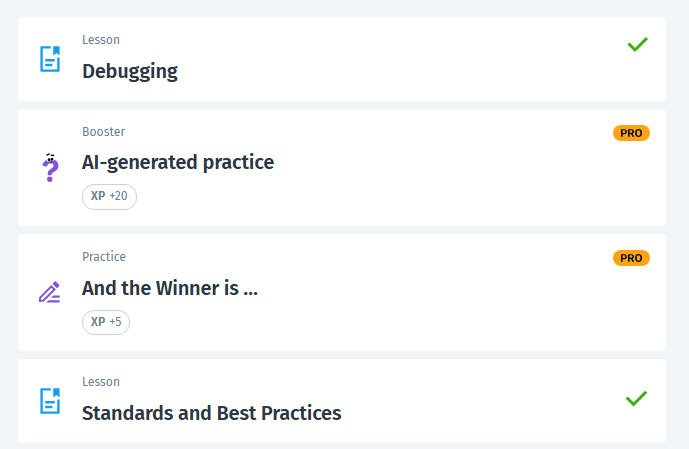 Lesson
Debugging
Booster
PRO
AI-generated practice
XP +20
Practice
PRO
And the Winner is ...
XP +5
Lesson
Standards and Best Practices